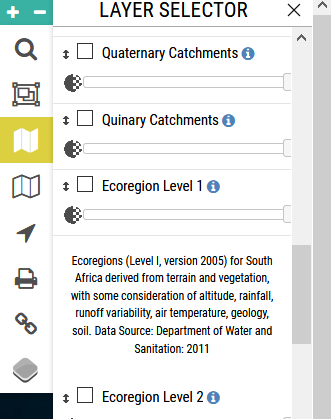 LAYER SELECTOR
Quaternary Catchments
Quinary Catchments
Ecoregion Level 1
Ecoregions (Level I, version 2005) for South
Africa derived from terrain and vegetation,
with some consideration of altitude, rainfall,
runoff variability, air temperature, geology,
soil. Data Source: Department of Water and
Sanitation: 2011
Ecoregion Level 2